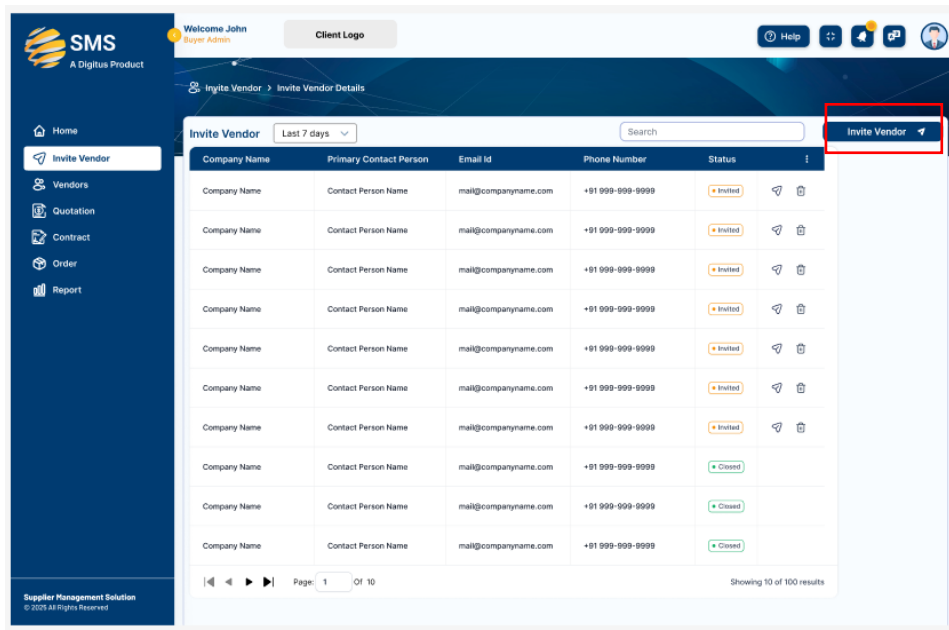 SMS
A Digitus Product
Welcome John
Buyer Admin
Client Logo
Help
Invite Vendor > Invite Vendor Details
Home
Invite Vendor
Vendors
Quotation
Contract
Order
Report
Invite Vendor
Last 7 days
Search
Invite Vendor
Company Name Primary Contact Person Email Id Phone Number Status
Company Name Contact Person Name mail@companyname.com +91 999-999-9999 Invited
Company Name Contact Person Name mail@companyname.com +91 999-999-9999 Invited
Company Name Contact Person Name mail@companyname.com +91 999-999-9999 Invited
Company Name Contact Person Name mail@companyname.com +91 999-999-9999 Invited
Company Name Contact Person Name mail@companyname.com +91 999-999-9999 Invited
Company Name Contact Person Name mail@companyname.com +91 999-999-9999 Invited
Company Name Contact Person Name mail@companyname.com +91 999-999-9999 Invited
Company Name Contact Person Name mail@companyname.com +91 999-999-9999 Closed
Company Name Contact Person Name mail@companyname.com +91 999-999-9999 Closed
Company Name Contact Person Name mail@companyname.com +91 999-999-9999 Closed
Page: 1 Of 10
Showing 10 of 100 results
Supplier Management Solution
© 2025 All Rights Reserved